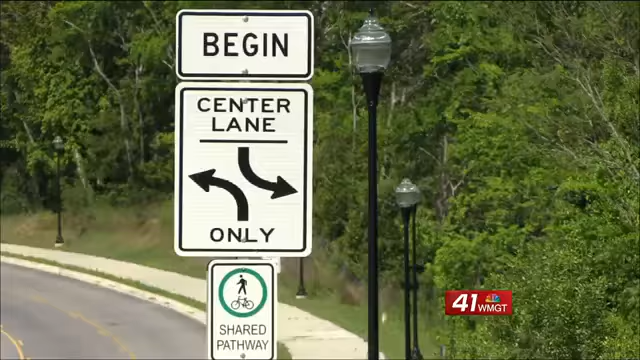 BEGIN
CENTER
LANE
ONLY
SHARED
PATHWAY
41 WMGT